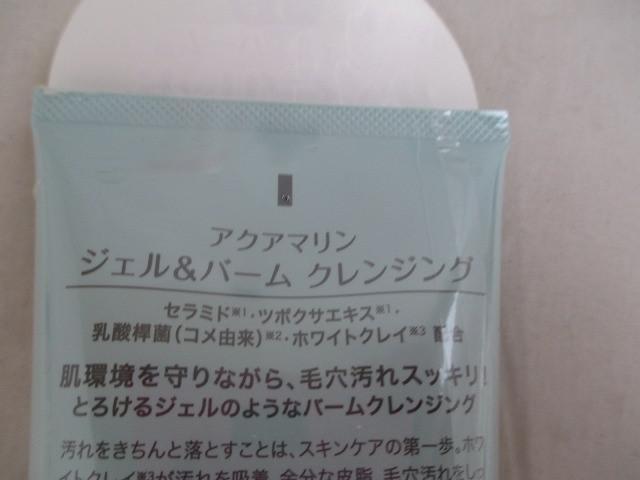 アクアマリン
ジェル&バーム クレンジング
セラミド※1・ツボクサエキス※1・
乳酸桿菌(コメ由来)※2・ホワイトクレイ※3 配合
肌環境を守りながら、毛穴汚れスッキリ!
とろけるジェルのようなバームクレンジング
汚れをきちんと落とすことは、スキンケアの第一歩。ホワ
イトクレイ※3が汚れを吸着。余分な皮脂、毛穴汚れをしっ